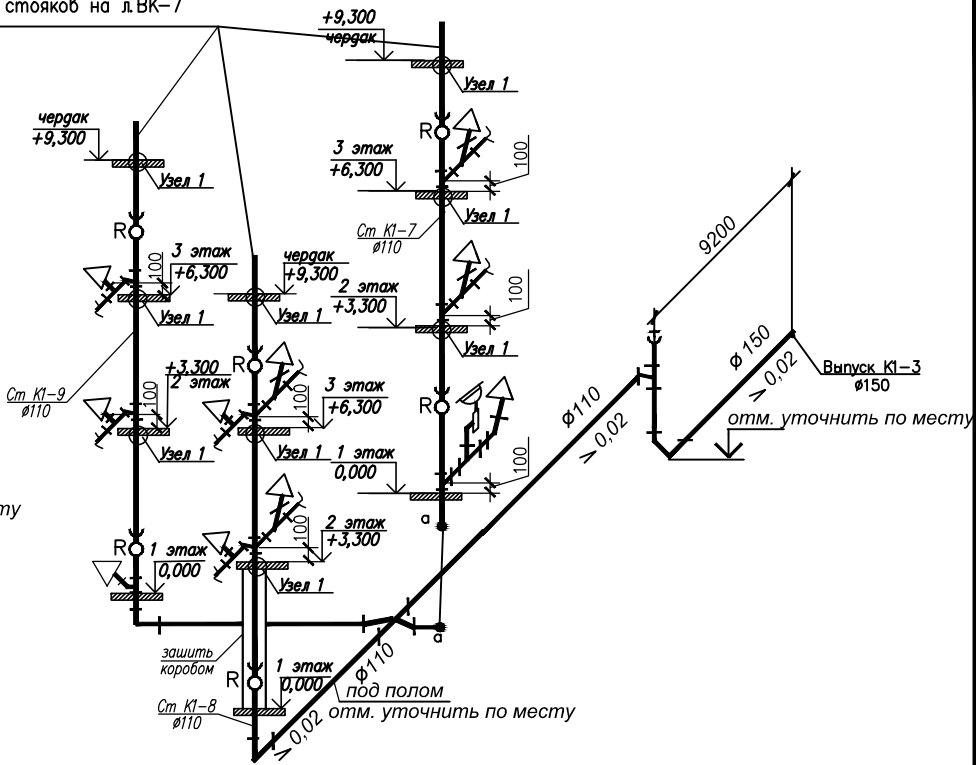 стояков на л.ВК-7
+9,300
чердак
Узел 1
R
100
3 этаж
+6,300
Узел 1
Ст К1-7
ø110
100
2 этаж
+3,300
Узел 1
R
100
1 этаж
0,000
а
а
чердак
+9,300
Узел 1
R
3 этаж
+6,300
100
Узел 1
Ст К1-9
ø110
+3,300
2 этаж
100
Узел 1
R
1 этаж
0,000
чердак
+9,300
Узел 1
R
3 этаж
+6,300
100
Узел 1
2 этаж
+3,300
100
Узел 1
зашить
коробом
R
1 этаж
0,000
Ст К1-8
ø110
ту
ϕ110
0,02
под полом
отм. уточнить по месту
ϕ110
0,02
9200
ϕ 150
0,02
Выпуск К1-3
ø150
отм. уточнить по месту